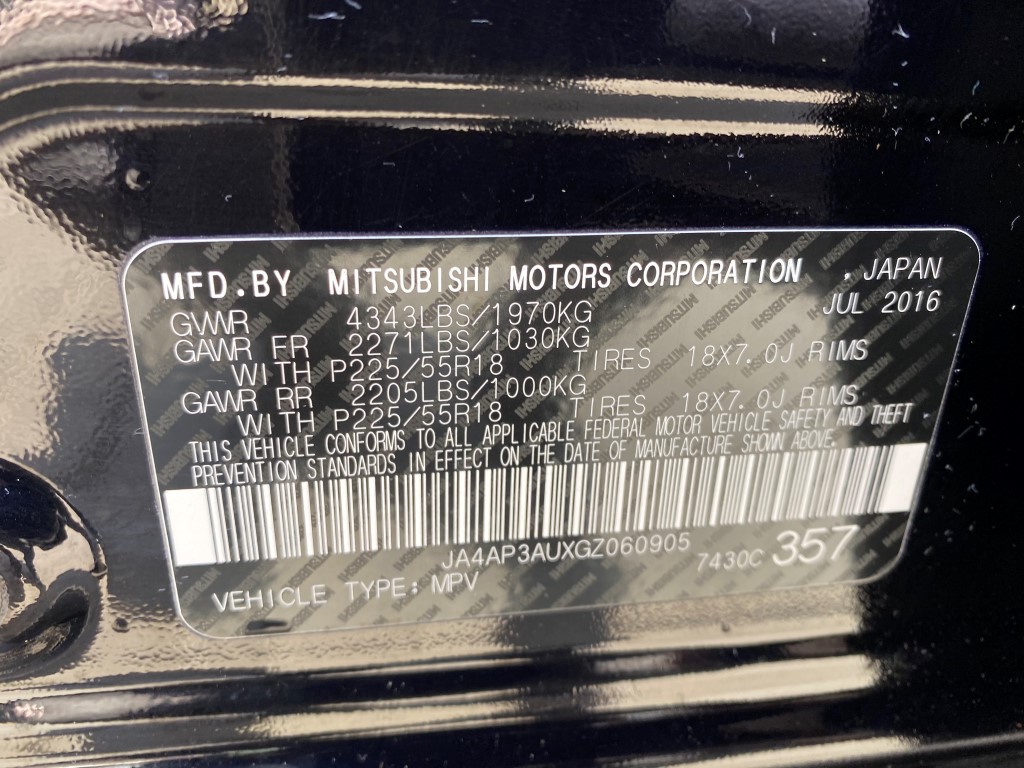 MFD.BY MITSUBISHI MOTORS CORPORATION , JAPAN
JUL 2016
GVWR 4343LBS/1970KG
GAWR FR 2271LBS/1030KG
WITH P225/55R18 TIRES 18X7.0J RIMS
GAWR RR 2205LBS/1000KG
WITH P225/55R18 TIRES 18X7.0J RIMS
THIS VEHICLE CONFORMS TO ALL APPLICABLE FEDERAL MOTOR VEHICLE SAFETY AND THEFT
PREVENTION STANDARDS IN EFFECT ON THE DATE OF MANUFACTURE SHOWN ABOVE.
JA4AP3AUXGZ060905 7430C 357
VEHICLE TYPE: MPV